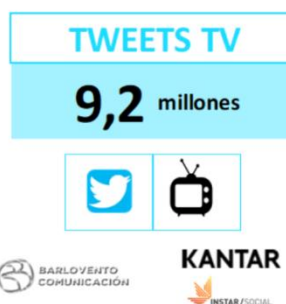 TWEETS TV
9,2 millones
BARLOVENTO
COMUNICACIÓN
KANTAR
INSTAR/SOCIAL